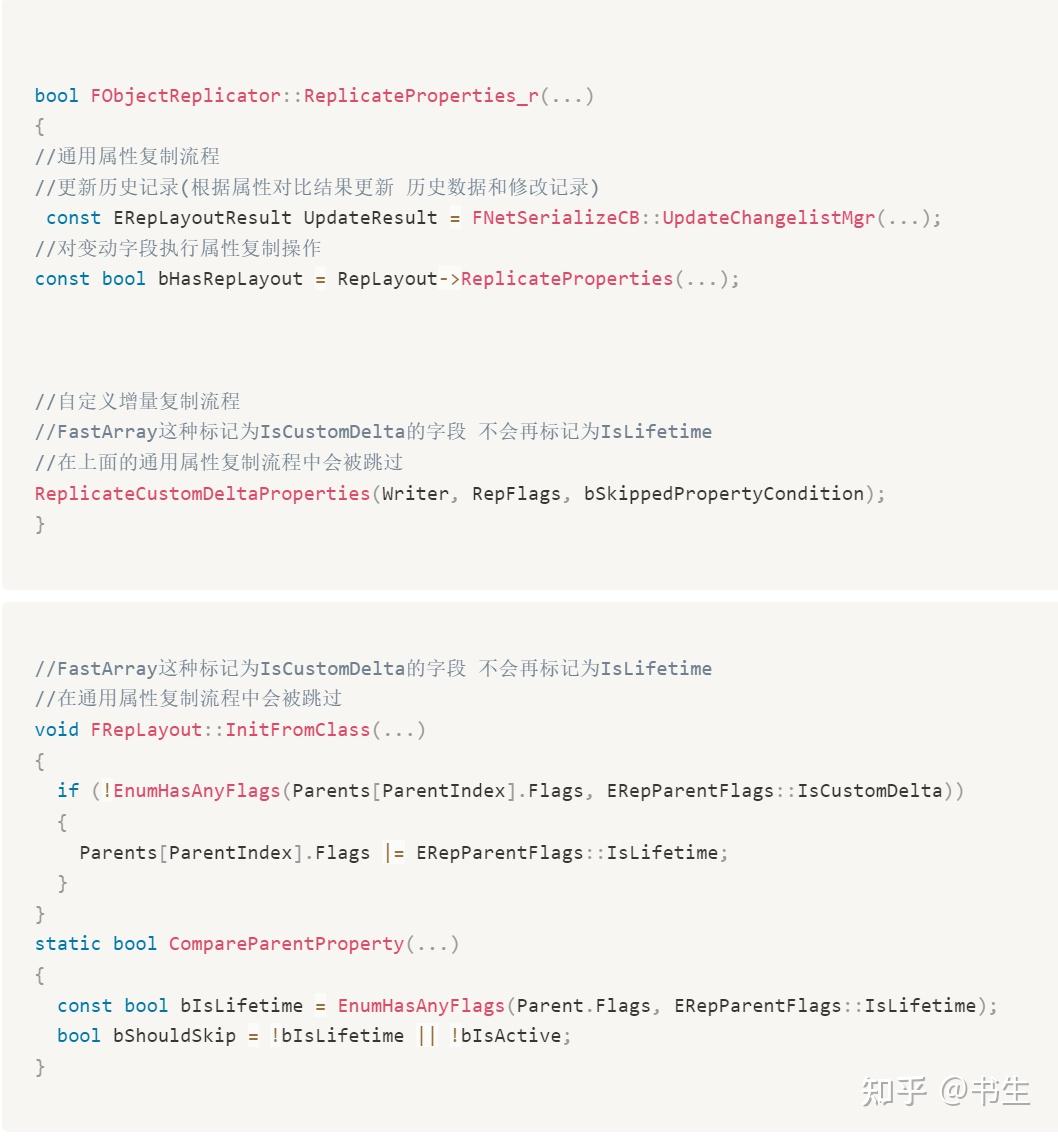 bool FObjectReplicator::ReplicateProperties_r(...)
{
//通用属性复制流程
//更新历史记录(根据属性对比结果更新 历史数据和修改记录)
 const ERepLayoutResult UpdateResult = FNetSerializeCB::UpdateChangelistMgr(...);
//对变动字段执行属性复制操作
const bool bHasRepLayout = RepLayout->ReplicateProperties(...);
//自定义增量复制流程
//FastArray这种标记为IsCustomDelta的字段 不会再标记为IsLifetime
//在上面的通用属性复制流程中会被跳过
ReplicateCustomDeltaProperties(Writer, RepFlags, bSkippedPropertyCondition);
}
//FastArray这种标记为IsCustomDelta的字段 不会再标记为IsLifetime
//在通用属性复制流程中会被跳过
void FRepLayout::InitFromClass(...)
{
  if (!EnumHasAnyFlags(Parents[ParentIndex].Flags, ERepParentFlags::IsCustomDelta))
  {
    Parents[ParentIndex].Flags |= ERepParentFlags::IsLifetime;
  }
}
static bool CompareParentProperty(...)
{
  const bool bIsLifetime = EnumHasAnyFlags(Parent.Flags, ERepParentFlags::IsLifetime);
  bool bShouldSkip = !bIsLifetime || !bIsActive;
}
知乎 @书生